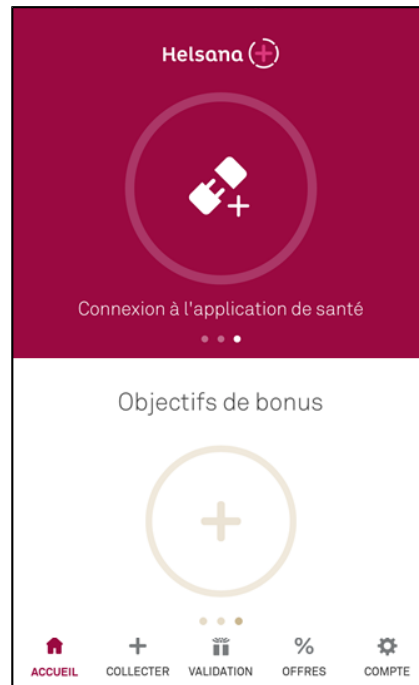 Helsana
Connexion à l'application de santé
Objectifs de bonus
ACCUEIL COLLECTER VALIDATION OFFRES COMPTE